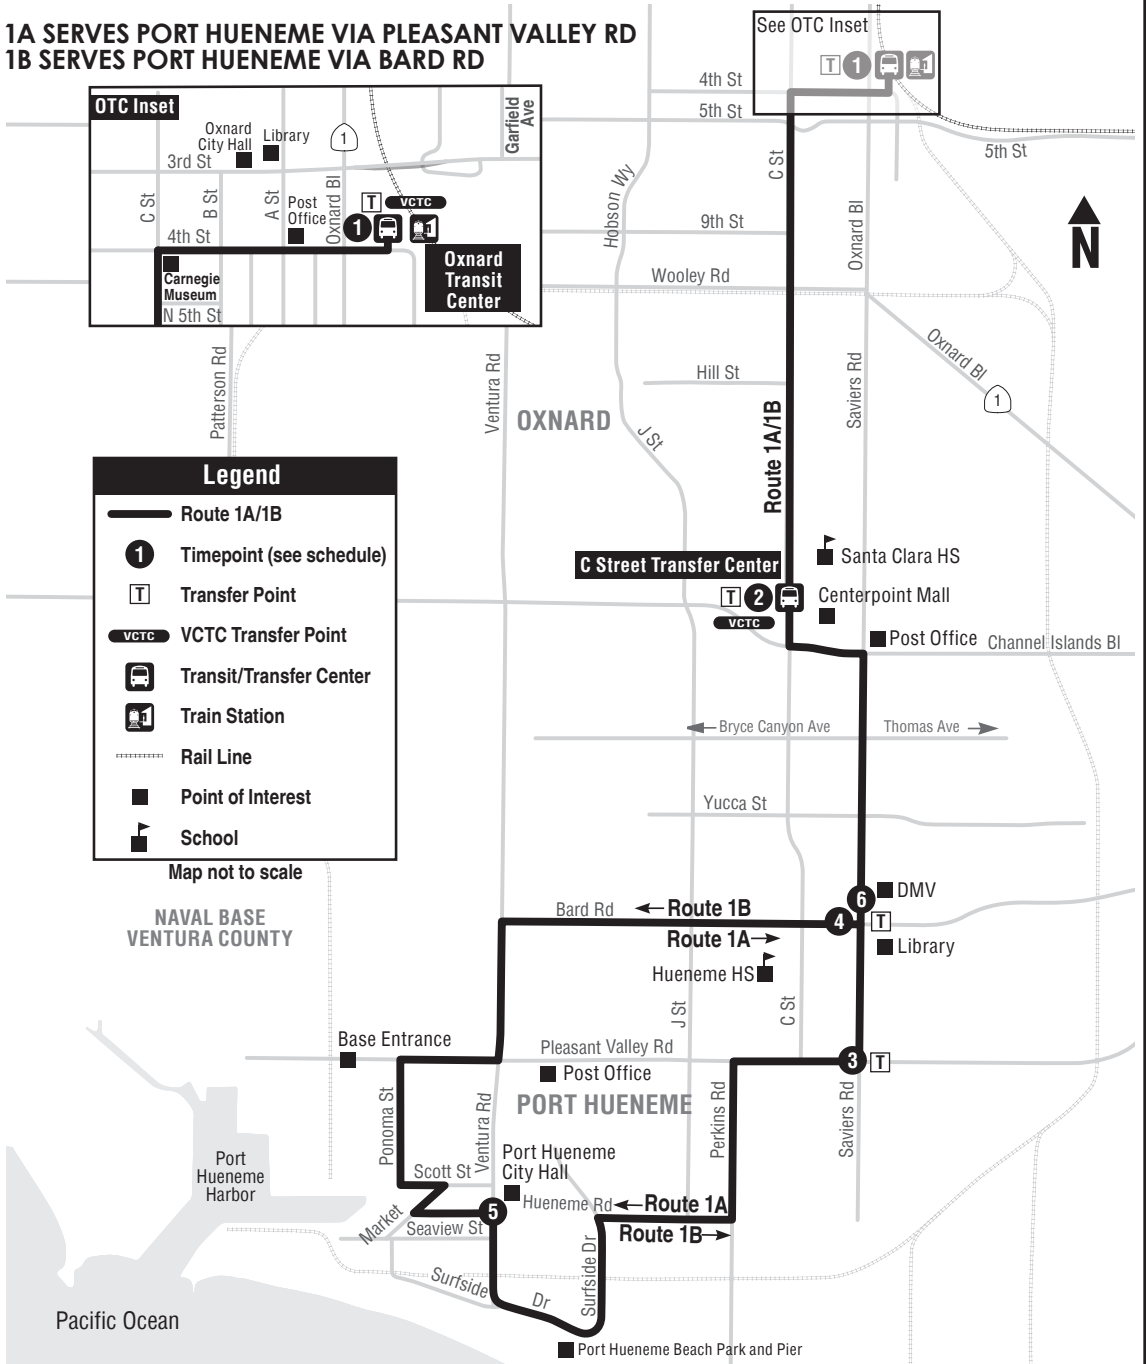 1A SERVES PORT HUENEME VIA PLEASANT VALLEY RD
1B SERVES PORT HUENEME VIA BARD RD
See OTC Inset
T 1
4th St
5th St
5th St
OTC Inset
Oxnard
City Hall
Library
1
Garfield
Ave
3rd St
C St
B St
A St
Post
Office
Oxnard Bl
T VCTC
1
4th St
Carnegie
Museum
N 5th St
Oxnard
Transit
Center
C St
Hobson Wy
9th St
Oxnard Bl
N
Wooley Rd
Patterson Rd
Ventura Rd
Hill St
Saviers Rd
Oxnard Bl
1
OXNARD
J St
Route 1A/1B
Legend
Route 1A/1B
1 Timepoint (see schedule)
T Transfer Point
VCTC VCTC Transfer Point
Transit/Transfer Center
Train Station
Rail Line
Point of Interest
School
Map not to scale
Santa Clara HS
C Street Transfer Center
T 2
VCTC
Centerpoint Mall
Post Office
Channel Islands Bl
Bryce Canyon Ave
Thomas Ave
Yucca St
NAVAL BASE
VENTURA COUNTY
6
DMV
Bard Rd
Route 1B
4
T
Route 1A
Library
Hueneme HS
J St
C St
Base Entrance
Pleasant Valley Rd
3
T
Post Office
PORT HUENEME
Ponoma St
Ventura Rd
Perkins Rd
Saviers Rd
Port
Hueneme
Harbor
Scott St
Port Hueneme
City Hall
Hueneme Rd
Route 1A
5
Market
Seaview St
Route 1B
Surfside
Dr
Surfside Dr
Pacific Ocean
Port Hueneme Beach Park and Pier